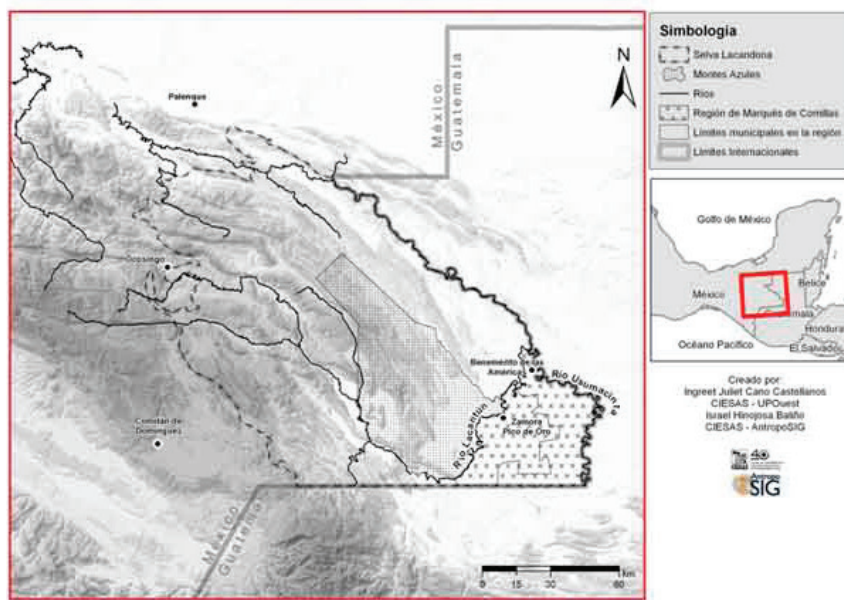 Palenque
México
Guatemala
N
Ocosingo
Comitán de
Domínguez
Benemérito de las
América
Río Usumacinta
Río Lacantún
Zamora
Pico de Oro
México
Guatemala
0 15 30 60
Km
Simbología
Selva Lacandona
Montes Azules
Ríos
Región de Marqués de Comillas
Límites municipales en la región
Límites Internacionales
Golfo de México
México
Belice
Océano Pacífico
El Salvador
Creado por:
Ingreet Juliet Cano Castellanos
CIESAS - UPOuest
Israel Hinojosa Baliño
CIESAS - AntropoSIG
40
Antropo
SIG